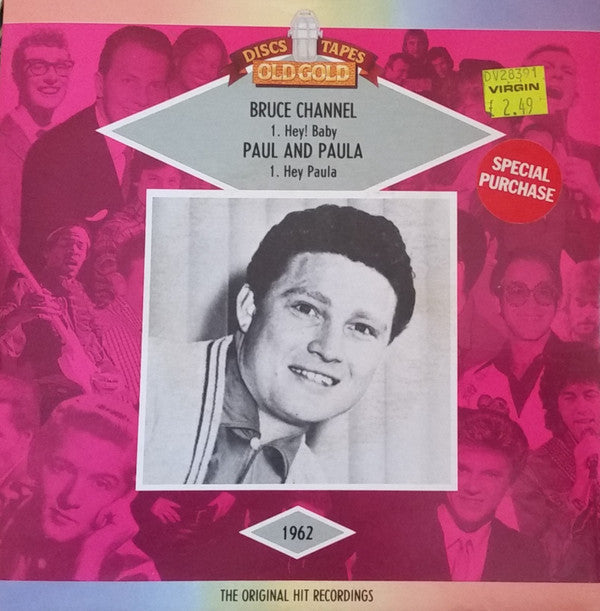 DISCS TAPES
OLD GOLD
BRUCE CHANNEL
1. Hey! Baby
PAUL AND PAULA
1. Hey Paula
DV28391
VIRGIN
£ 2.49
SPECIAL
PURCHASE
1962
THE ORIGINAL HIT RECORDINGS